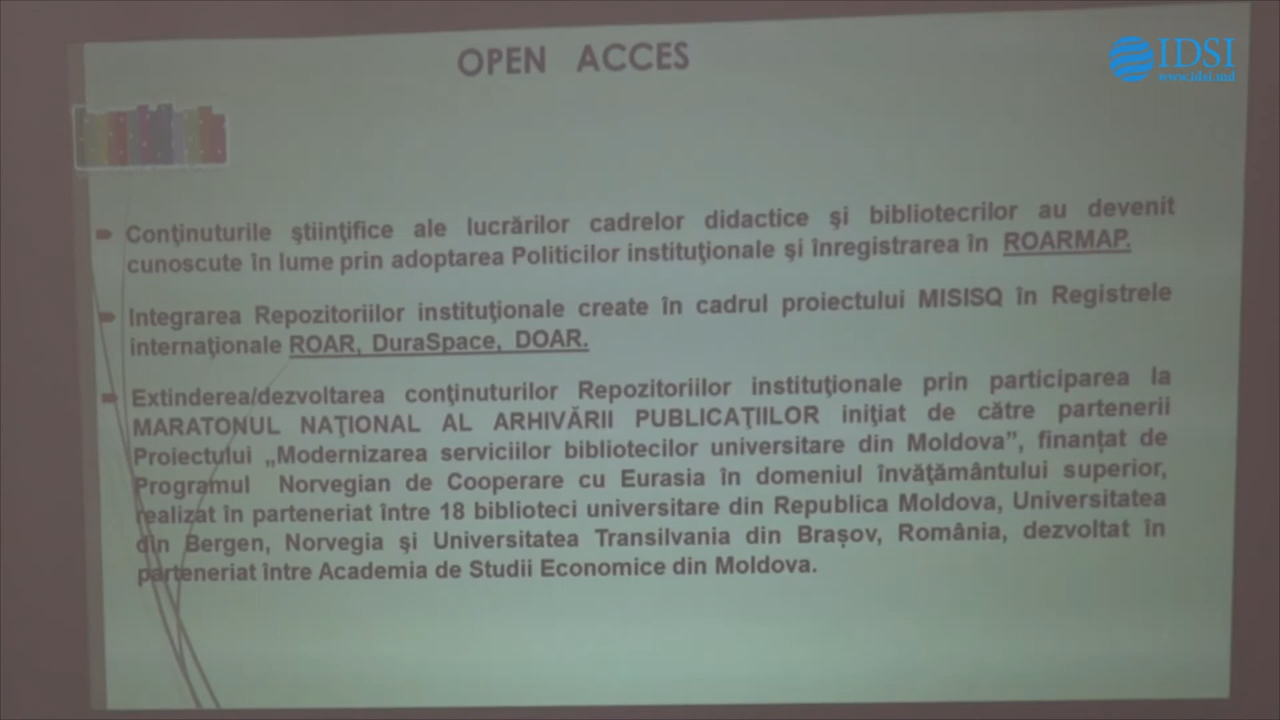 OPEN ACCES
IDSI
www.idsi.md
Conţinuturile ştiinţifice ale lucrărilor cadrelor didactice şi bibliotecrilor au devenit
cunoscute în lume prin adoptarea Politicilor instituţionale şi înregistrarea în ROARMAP.
Integrarea Repozitoriilor instituţionale create în cadrul proiectului MISISQ în Registrele
internaţionale ROAR, DuraSpace, DOAR.
Extinderea/dezvoltarea conţinuturilor Repozitoriilor instituţionale prin participarea la
MARATONUL NAŢIONAL AL ARHIVĂRII PUBLICAŢIILOR iniţiat de către partenerii
Proiectului „Modernizarea serviciilor bibliotecilor universitare din Moldova”, finanțat de
Programul Norvegian de Cooperare cu Eurasia în domeniul învăţământului superior,
realizat în parteneriat între 18 biblioteci universitare din Republica Moldova, Universitatea
din Bergen, Norvegia şi Universitatea Transilvania din Brașov, România, dezvoltat în
parteneriat între Academia de Studii Economice din Moldova.